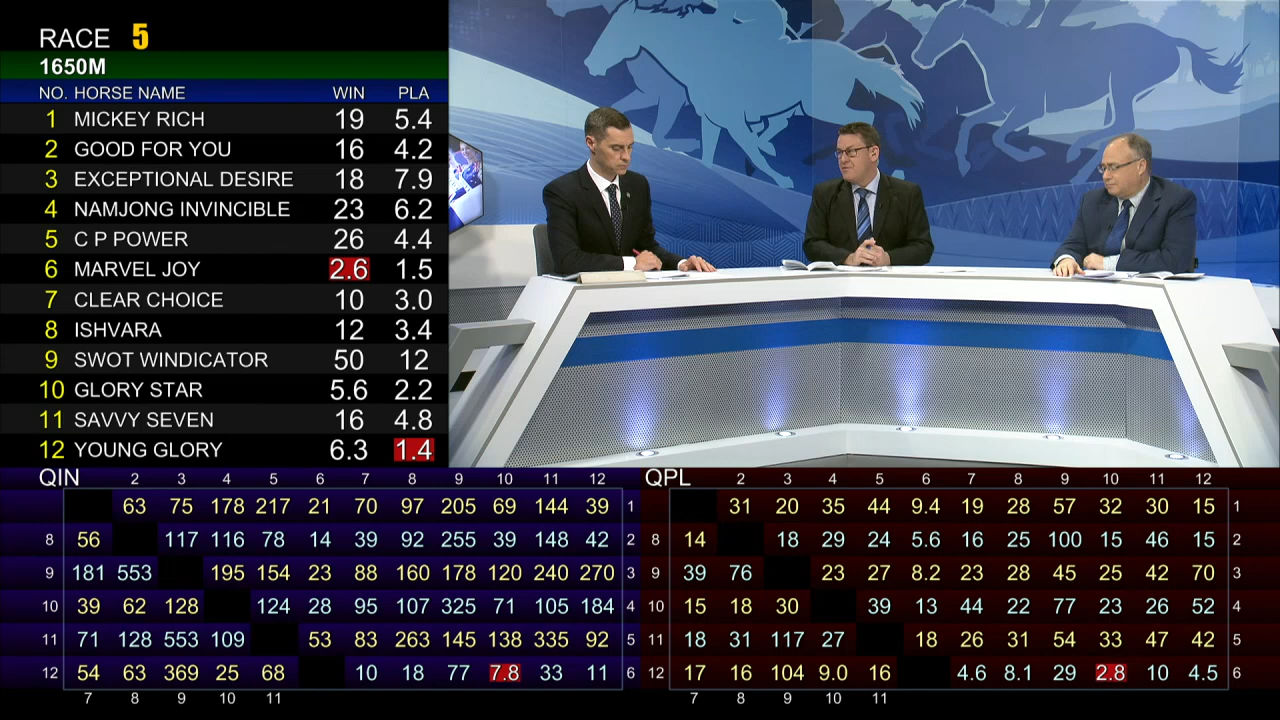 RACE 5
1650M
NO. HORSE NAME WIN PLA
1 MICKEY RICH 19 5.4
2 GOOD FOR YOU 16 4.2
3 EXCEPTIONAL DESIRE 18 7.9
4 NAMJONG INVINCIBLE 23 6.2
5 C P POWER 26 4.4
6 MARVEL JOY 2.6 1.5
7 CLEAR CHOICE 10 3.0
8 ISHVARA 12 3.4
9 SWOT WINDICATOR 50 12
10 GLORY STAR 5.6 2.2
11 SAVVY SEVEN 16 4.8
12 YOUNG GLORY 6.3 1.4
QIN 2 3 4 5 6 7 8 9 10 11 12
63 75 178 217 21 70 97 205 69 144 39 1
8 56 117 116 78 14 39 92 255 39 148 42 2
9 181 553 195 154 23 88 160 178 120 240 270 3
10 39 62 128 124 28 95 107 325 71 105 184 4
11 71 128 553 109 53 83 263 145 138 335 92 5
12 54 63 369 25 68 10 18 77 7.8 33 11 6
7 8 9 10 11
QPL 2 3 4 5 6 7 8 9 10 11 12
31 20 35 44 9.4 19 28 57 32 30 15 1
8 14 18 29 24 5.6 16 25 100 15 46 15 2
9 39 76 23 27 8.2 23 28 45 25 42 70 3
10 15 18 30 39 13 44 22 77 23 26 52 4
11 18 31 117 27 18 26 31 54 33 47 42 5
12 17 16 104 9.0 16 4.6 8.1 29 2.8 10 4.5 6
7 8 9 10 11